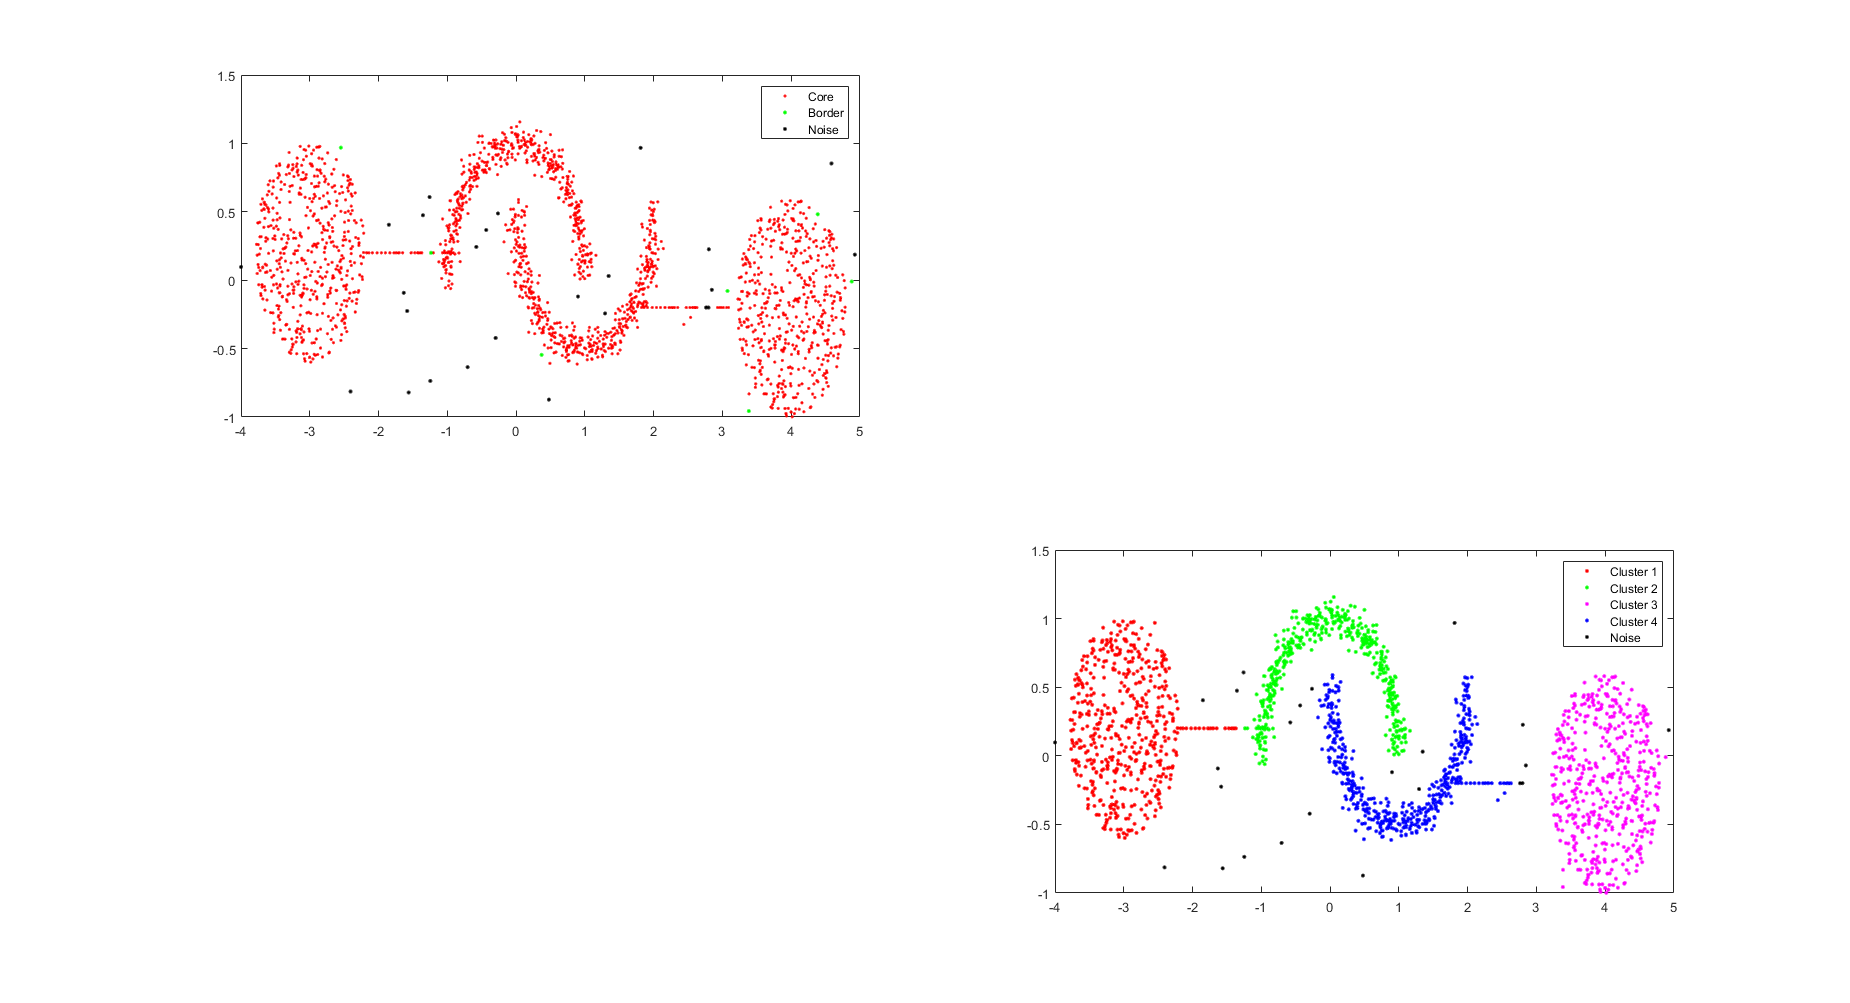 1.5
1
0.5
0
-0.5
-1
-4 -3 -2 -1 0 1 2 3 4 5
Core
Border
Noise
1.5
1
0.5
0
-0.5
-1
-4 -3 -2 -1 0 1 2 3 4 5
Cluster 1
Cluster 2
Cluster 3
Cluster 4
Noise